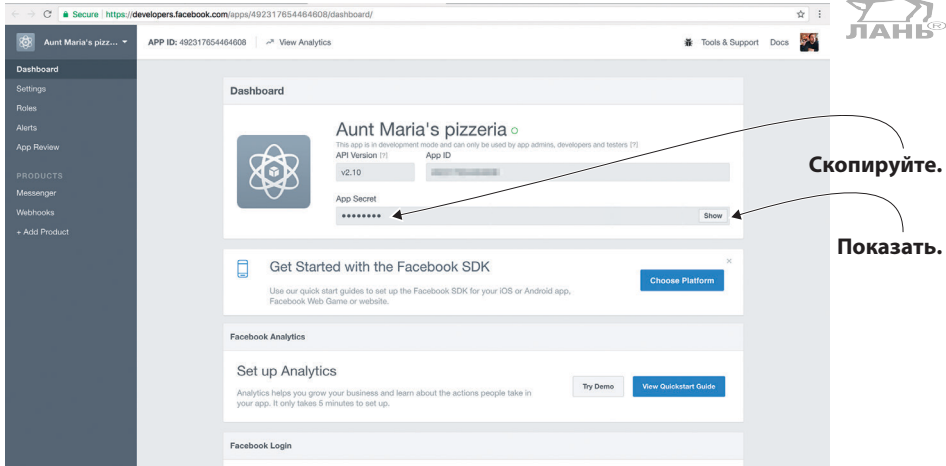 Secure | https://developers.facebook.com/apps/492317654464608/dashboard/
ЛАНЬ®
Aunt Maria's pizz...
APP ID: 492317654464608
View Analytics
Tools & Support
Docs
Dashboard
Settings
Roles
Alerts
App Review
PRODUCTS
Messenger
Webhooks
+ Add Product
Dashboard
Aunt Maria's pizzeria
This app is in development mode and can only be used by app admins, developers and testers [?]
API Version [?]
App ID
v2.10
App Secret
●●●●●●●●
Show
Скопируйте.
Показать.
Get Started with the Facebook SDK
Use our quick start guides to set up the Facebook SDK for your iOS or Android app,
Facebook Web Game or website.
Choose Platform
Facebook Analytics
Set up Analytics
Analytics helps you grow your business and learn about the actions people take in
your app. It only takes 5 minutes to set up.
Try Demo
View Quickstart Guide
Facebook Login